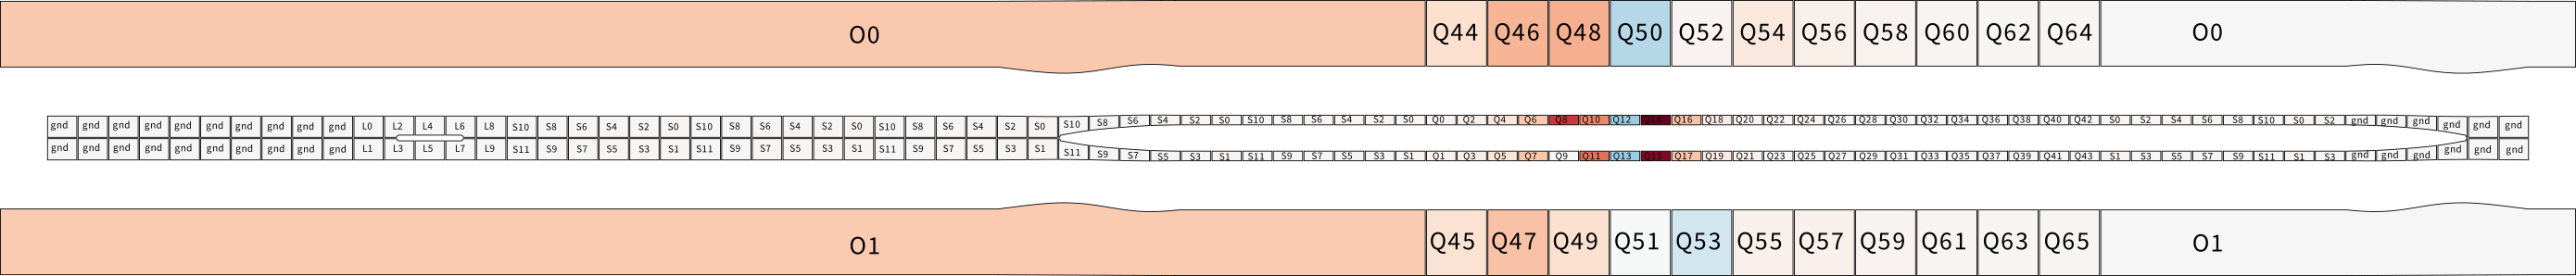 O0 Q44 Q46 Q48 Q50 Q52 Q54 Q56 Q58 Q60 Q62 Q64 O0
gnd gnd gnd gnd gnd gnd gnd gnd gnd gnd L0 L2 L4 L6 L8 S10 S8 S6 S4 S2 S0 S10 S8 S6 S4 S2 S0 S10 S8 S6 S4 S2 S0 S10 S8 S6 S4 S2 S0 S10 S8 S6 S4 S2 S0 Q0 Q2 Q4 Q6 Q8 Q10 Q12 Q14 Q16 Q18 Q20 Q22 Q24 Q26 Q28 Q30 Q32 Q34 Q36 Q38 Q40 Q42 S0 S2 S4 S6 S8 S10 S0 S2 gnd gnd gnd gnd gnd gnd
gnd gnd gnd gnd gnd gnd gnd gnd gnd gnd L1 L3 L5 L7 L9 S11 S9 S7 S5 S3 S1 S11 S9 S7 S5 S3 S1 S11 S9 S7 S5 S3 S1 S11 S9 S7 S5 S3 S1 S11 S9 S7 S5 S3 S1 Q1 Q3 Q5 Q7 Q9 Q11 Q13 Q15 Q17 Q19 Q21 Q23 Q25 Q27 Q29 Q31 Q33 Q35 Q37 Q39 Q41 Q43 S1 S3 S5 S7 S9 S11 S1 S3 gnd gnd gnd gnd gnd gnd
O1 Q45 Q47 Q49 Q51 Q53 Q55 Q57 Q59 Q61 Q63 Q65 O1